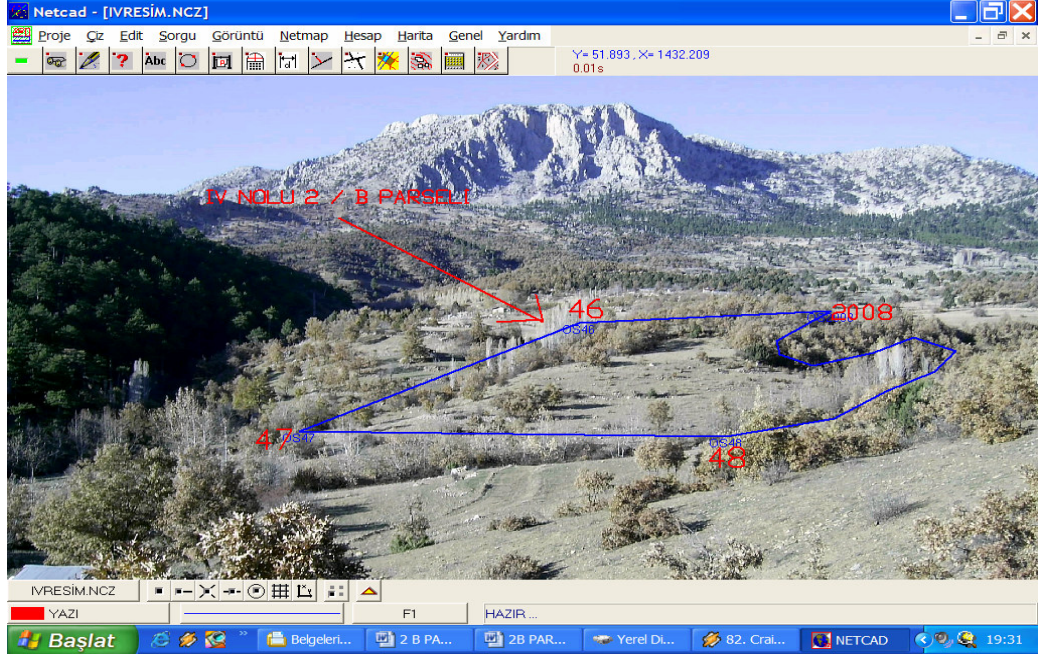 Netcad - [IVRESİM.NCZ]
Proje Çiz Edit Sorgu Görüntü Netmap Hesap Harita Genel Yardım
Abc
Y= 51.893 , X= 1432.209
0.01 s
IV NOLU 2 / B PARSELI
46
OS46
2008
47
OS47
OS48
48
IVRESİM.NCZ
YAZI
F1
HAZIR ...
Başlat
Belgeleri...
2 B PA...
2B PAR...
Yerel Di...
82. Crai...
NETCAD
19:31